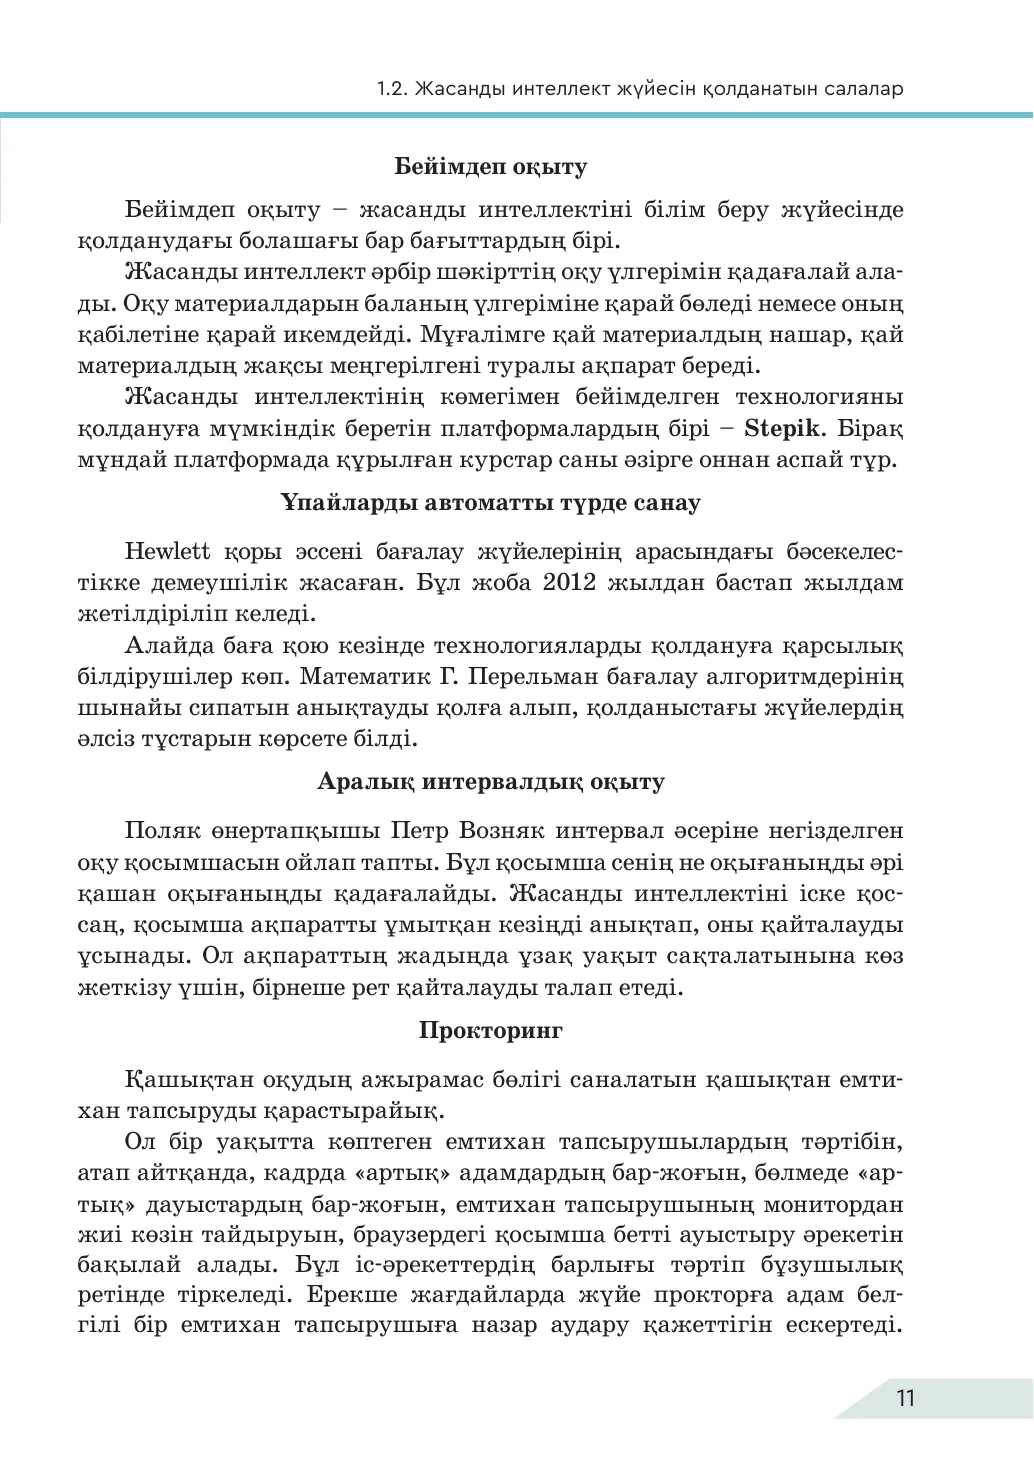 1.2. Жасанды интеллект жүйесін қолданатын салалар
Бейімдеп оқыту
Бейімдеп оқыту – жасанды интеллектіні білім беру жүйесінде
қолданудағы болашағы бар бағыттардың бірі.
Жасанды интеллект әрбір шәкірттің оқу үлгерімін қадағалай ала-
ды. Оқу материалдарын баланың үлгеріміне қарай бөледі немесе оның
қабілетіне қарай икемдейді. Мұғалімге қай материалдың нашар, қай
материалдың жақсы меңгерілгені туралы ақпарат береді.
Жасанды интеллектінің көмегімен бейімделген технологияны
қолдануға мүмкіндік беретін платформалардың бірі – Stepik. Бірақ
мұндай платформада құрылған курстар саны әзірге оннан аспай тұр.
Ұпайларды автоматты түрде санау
Hewlett қоры эссені бағалау жүйелерінің арасындағы бәсекелес-
тікке демеушілік жасаған. Бұл жоба 2012 жылдан бастап жылдам
жетілдіріліп келеді.
Алайда баға қою кезінде технологияларды қолдануға қарсылық
білдірушілер көп. Математик Г. Перельман бағалау алгоритмдерінің
шынайы сипатын анықтауды қолға алып, қолданыстағы жүйелердің
әлсіз тұстарын көрсете білді.
Аралық интервалдық оқыту
Поляк өнертапқышы Петр Возняк интервал әсеріне негізделген
оқу қосымшасын ойлап тапты. Бұл қосымша сенің не оқығаныңды әрі
қашан оқығаныңды қадағалайды. Жасанды интеллектіні іске қос-
саң, қосымша ақпаратты ұмытқан кезіңді анықтап, оны қайталауды
ұсынады. Ол ақпараттың жадыңда ұзақ уақыт сақталатынына көз
жеткізу үшін, бірнеше рет қайталауды талап етеді.
Прокторинг
Қашықтан оқудың ажырамас бөлігі саналатын қашықтан емти-
хан тапсыруды қарастырайық.
Ол бір уақытта көптеген емтихан тапсырушылардың тәртібін,
атап айтқанда, кадрда «артық» адамдардың бар-жоғын, бөлмеде «ар-
тық» дауыстардың бар-жоғын, емтихан тапсырушының монитордан
жиі көзін тайдыруын, браузердегі қосымша бетті ауыстыру әрекетін
бақылай алады. Бұл іс-әрекеттердің барлығы тәртіп бұзушылық
ретінде тіркеледі. Ерекше жағдайларда жүйе прокторға адам бел-
гілі бір емтихан тапсырушыға назар аудару қажеттігін ескертеді.
11